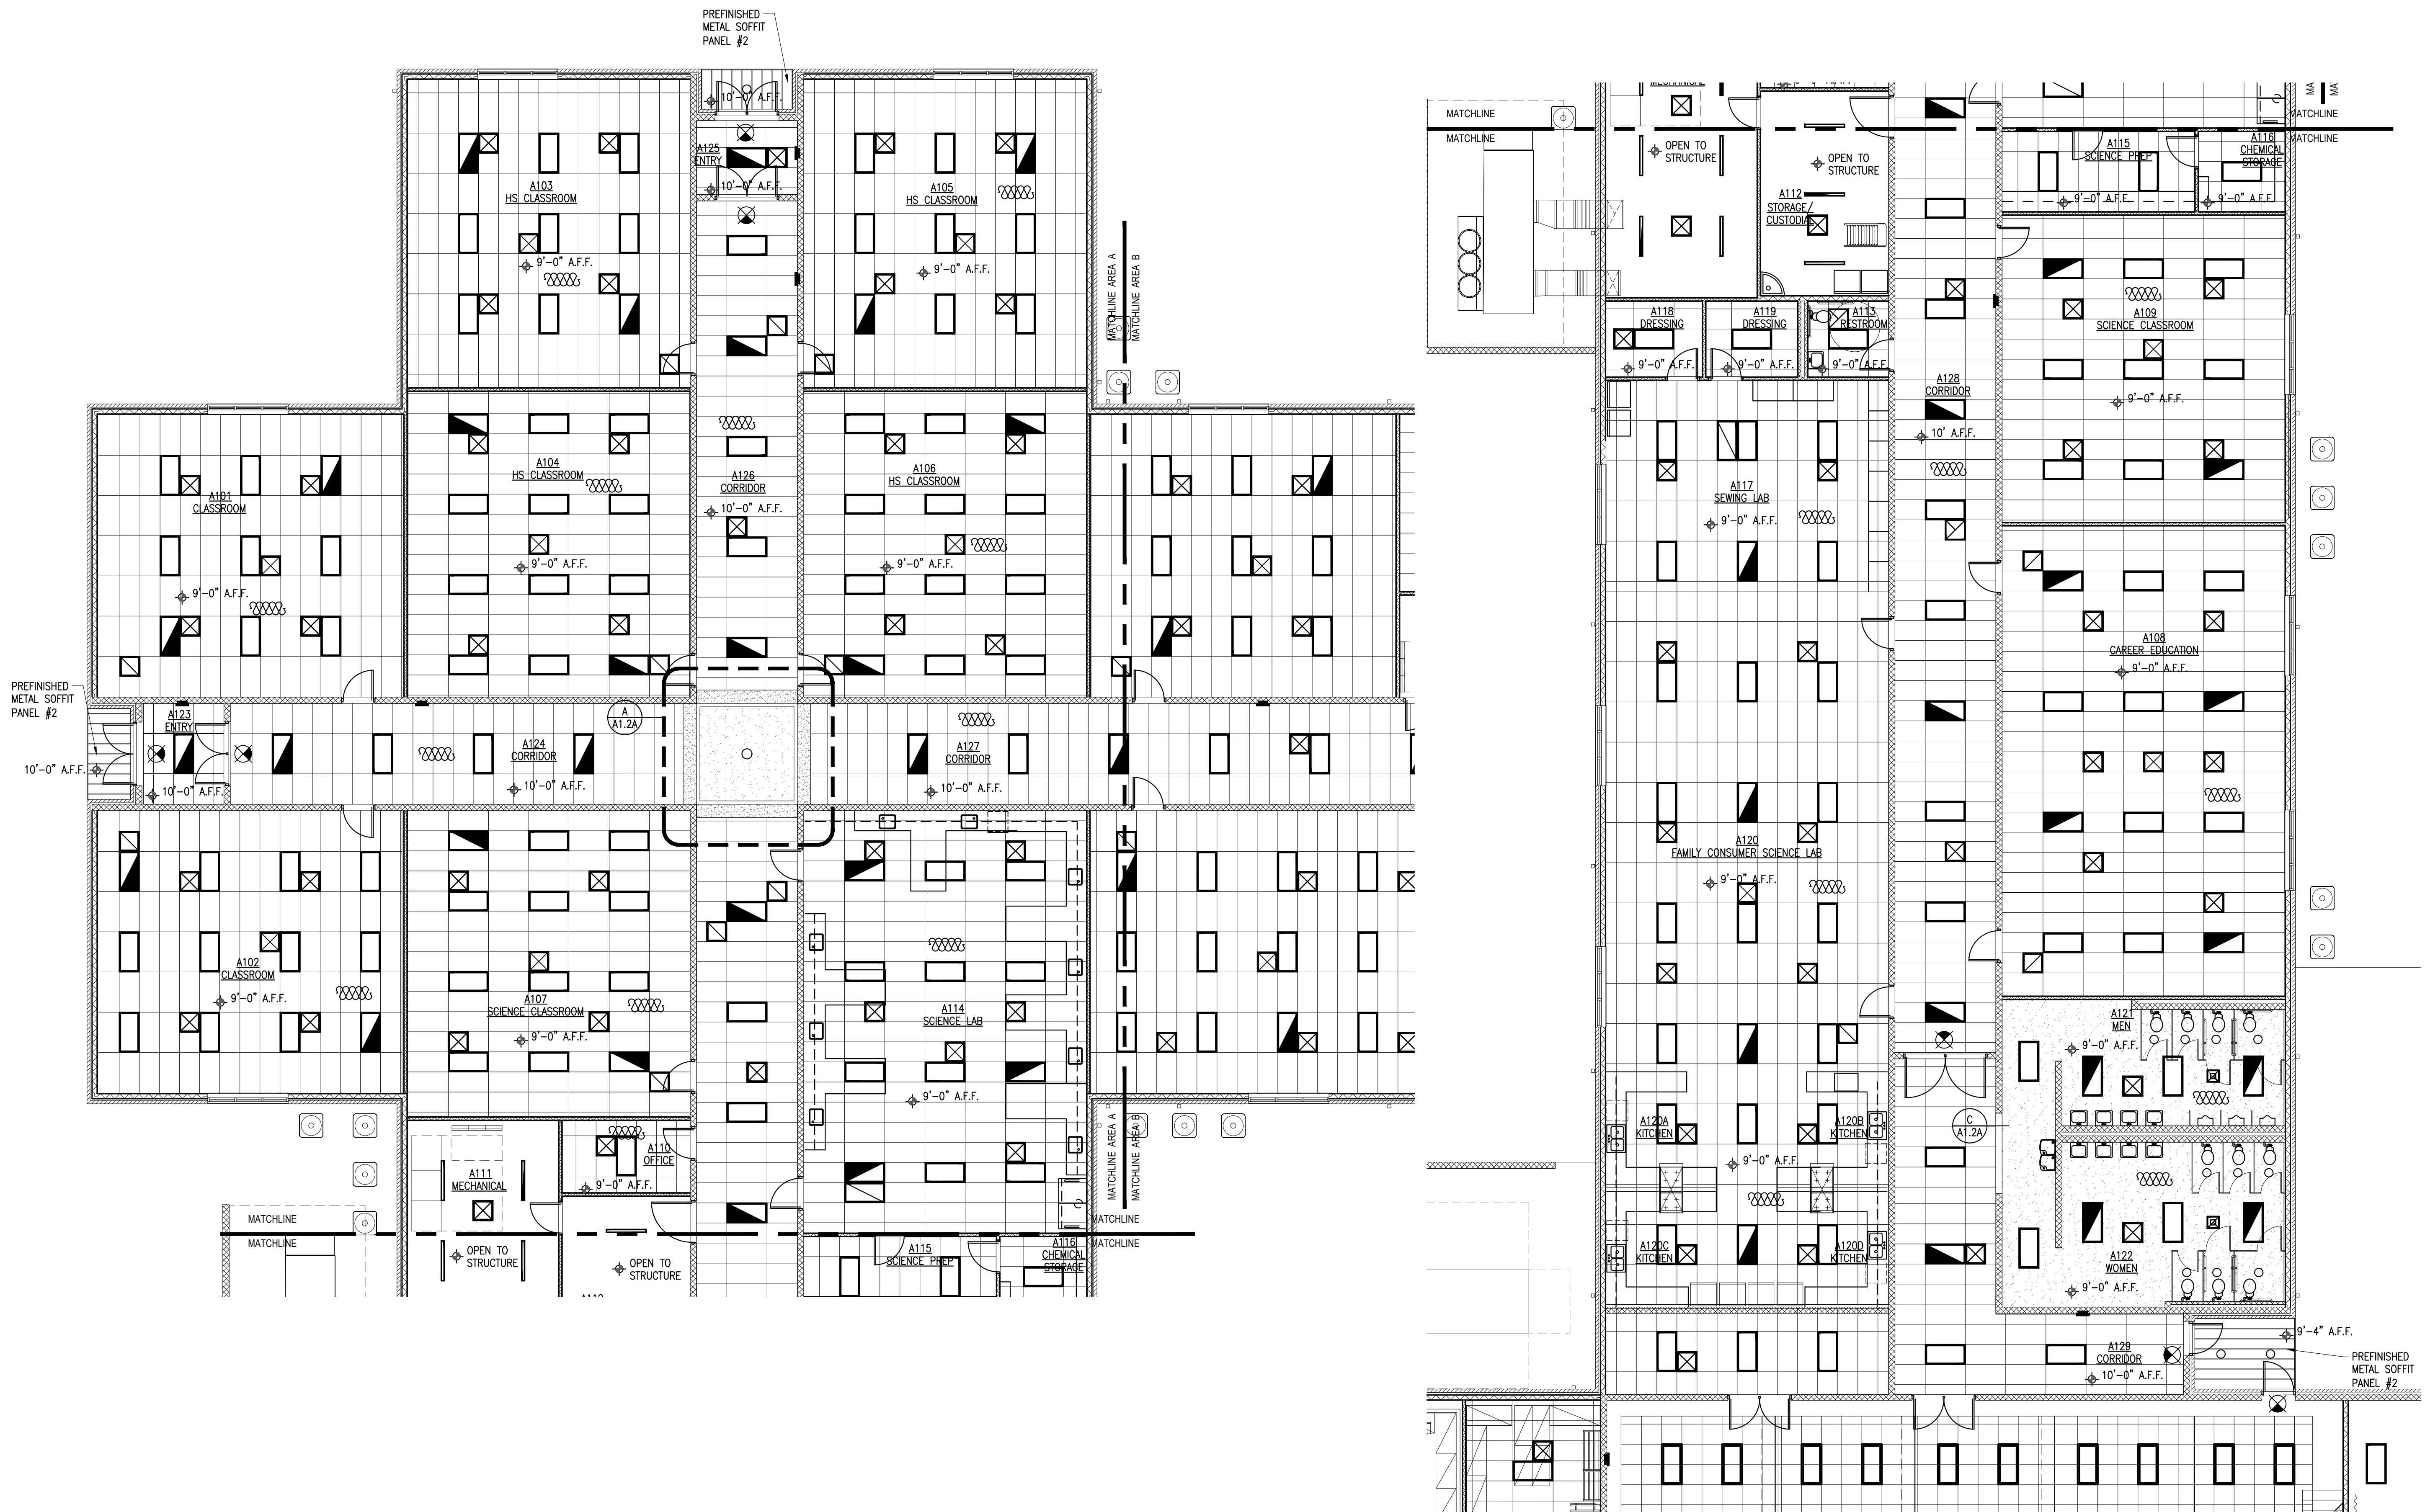 PREFINISHED
METAL SOFFIT
PANEL #2
10'-0" A.F.F.
A125
ENTRY
10'-0" A.F.F.
A103
HS CLASSROOM
9'-0" A.F.F.
A105
HS CLASSROOM
9'-0" A.F.F.
MATCHLINE AREA A
MATCHLINE AREA B
A104
HS CLASSROOM
9'-0" A.F.F.
A126
CORRIDOR
10'-0" A.F.F.
A106
HS CLASSROOM
9'-0" A.F.F.
A101
CLASSROOM
9'-0" A.F.F.
PREFINISHED
METAL SOFFIT
PANEL #2
10'-0" A.F.F.
A123
ENTRY
10'-0" A.F.F.
A124
CORRIDOR
10'-0" A.F.F.
A
A1.2A
A127
CORRIDOR
10'-0" A.F.F.
A102
CLASSROOM
9'-0" A.F.F.
A107
SCIENCE CLASSROOM
9'-0" A.F.F.
A114
SCIENCE LAB
9'-0" A.F.F.
A110
OFFICE
9'-0" A.F.F.
A111
MECHANICAL
OPEN TO
STRUCTURE
OPEN TO
STRUCTURE
MATCHLINE
MATCHLINE
MATCHLINE AREA A
MATCHLINE AREA B
MATCHLINE
MATCHLINE
A115
SCIENCE PREP
A116
CHEMICAL
STORAGE
MECHANICAL
MATCHLINE
MATCHLINE
OPEN TO
STRUCTURE
OPEN TO
STRUCTURE
A112
STORAGE/
CUSTODIAL
MATCHLINE
MATCHLINE
A115
SCIENCE PREP
9'-0" A.F.F.
A116
CHEMICAL
STORAGE
9'-0" A.F.F.
A118
DRESSING
9'-0" A.F.F.
A119
DRESSING
9'-0" A.F.F.
A113
RESTROOM
9'-0" A.F.F.
A109
SCIENCE CLASSROOM
9'-0" A.F.F.
A128
CORRIDOR
10' A.F.F.
A117
SEWING LAB
9'-0" A.F.F.
A108
CAREER EDUCATION
9'-0" A.F.F.
A120
FAMILY CONSUMER SCIENCE LAB
9'-0" A.F.F.
A121
MEN
9'-0" A.F.F.
C
A1.2A
A120A
KITCHEN
A120B
KITCHEN
9'-0" A.F.F.
A120C
KITCHEN
A120D
KITCHEN
A122
WOMEN
9'-0" A.F.F.
A129
CORRIDOR
10'-0" A.F.F.
9'-4" A.F.F.
PREFINISHED
METAL SOFFIT
PANEL #2